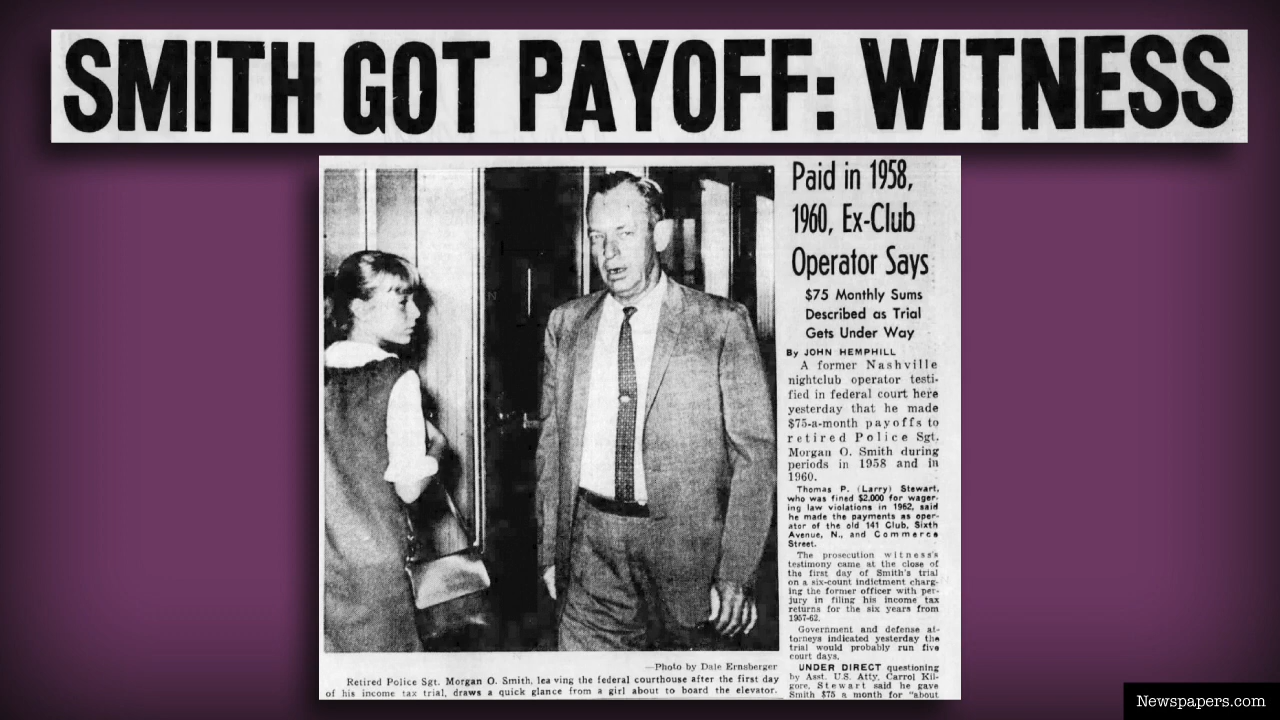 SMITH GOT PAYOFF: WITNESS
Paid in 1958,
1960, Ex-Club
Operator Says
$75 Monthly Sums
Described as Trial
Gets Under Way
By JOHN HEMPHILL
A former Nashville
nightclub operator testi-
fied in federal court here
yesterday that he made
$75-a-month payoffs to
retired Police Sgt.
Morgan O. Smith during
periods in 1958 and in
1960.
Thomas P. (Larry) Stewart,
who was fined $2,000 for wager-
ing law violations in 1962, said
he made the payments as oper-
ator of the old 141 Club, Sixth
Avenue, N., and Commerce
Street.
The prosecution witness's
testimony came at the close of
the first day of Smith's trial
on a six-count indictment charg-
ing the former officer with per-
jury in filing his income tax
returns for the six years from
1957-62.
Government and defense at-
torneys indicated yesterday the
trial would probably run five
court days.
UNDER DIRECT questioning
by Asst. U.S. Atty. Carrol Kil-
gore, Stewart said he gave
Smith $75 a month for "about
—Photo by Dale Ernsberger
Retired Police Sgt. Morgan O. Smith, leaving the federal courthouse after the first day
of his income tax trial, draws a quick glance from a girl about to board the elevator.
Newspapers.com